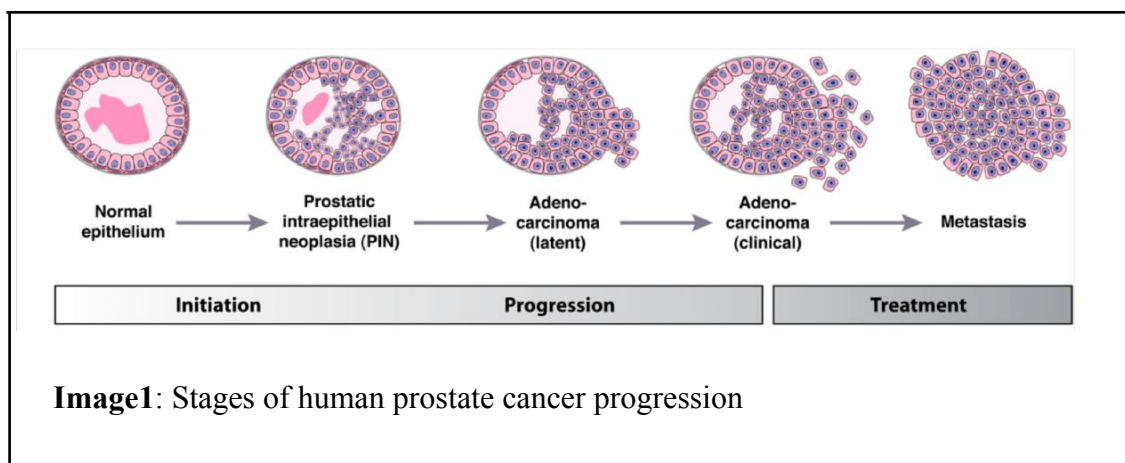 Normal
epithelium
Prostatic
intraepithelial
neoplasia (PIN)
Adeno-
carcinoma
(latent)
Adeno-
carcinoma
(clinical)
Metastasis
Initiation
Progression
Treatment
Image1: Stages of human prostate cancer progression